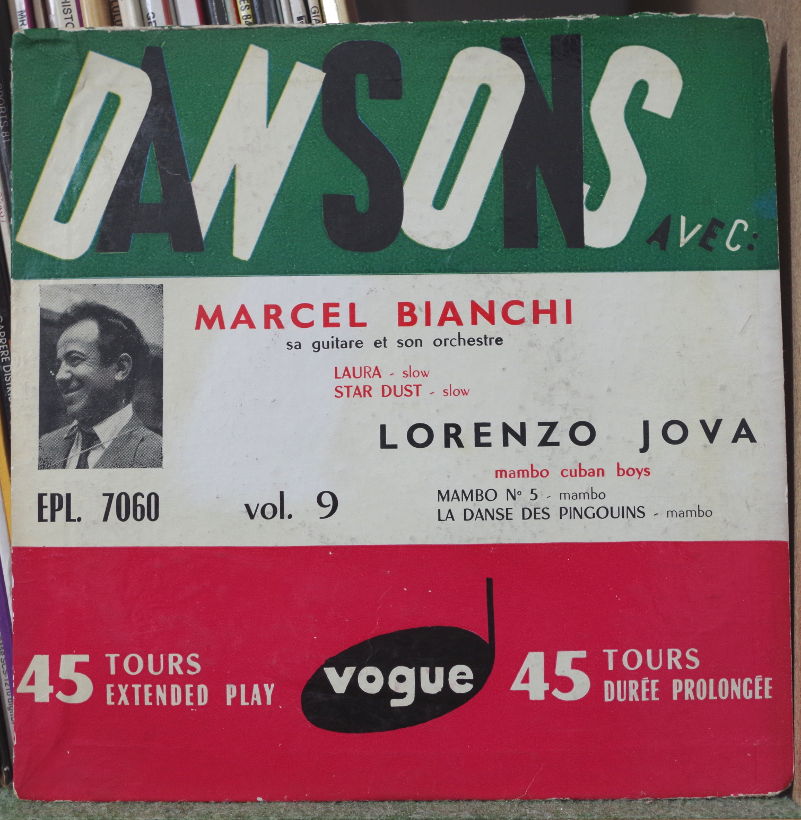 DANSONS
AVEC:
MARCEL BIANCHI
sa guitare et son orchestre
LAURA - slow
STAR DUST - slow
LORENZO JOVA
mambo cuban boys
MAMBO Nº 5 - mambo
LA DANSE DES PINGOUINS - mambo
EPL. 7060 vol. 9
45 TOURS
EXTENDED PLAY
vogue
45 TOURS
DURÉE PROLONGÉE